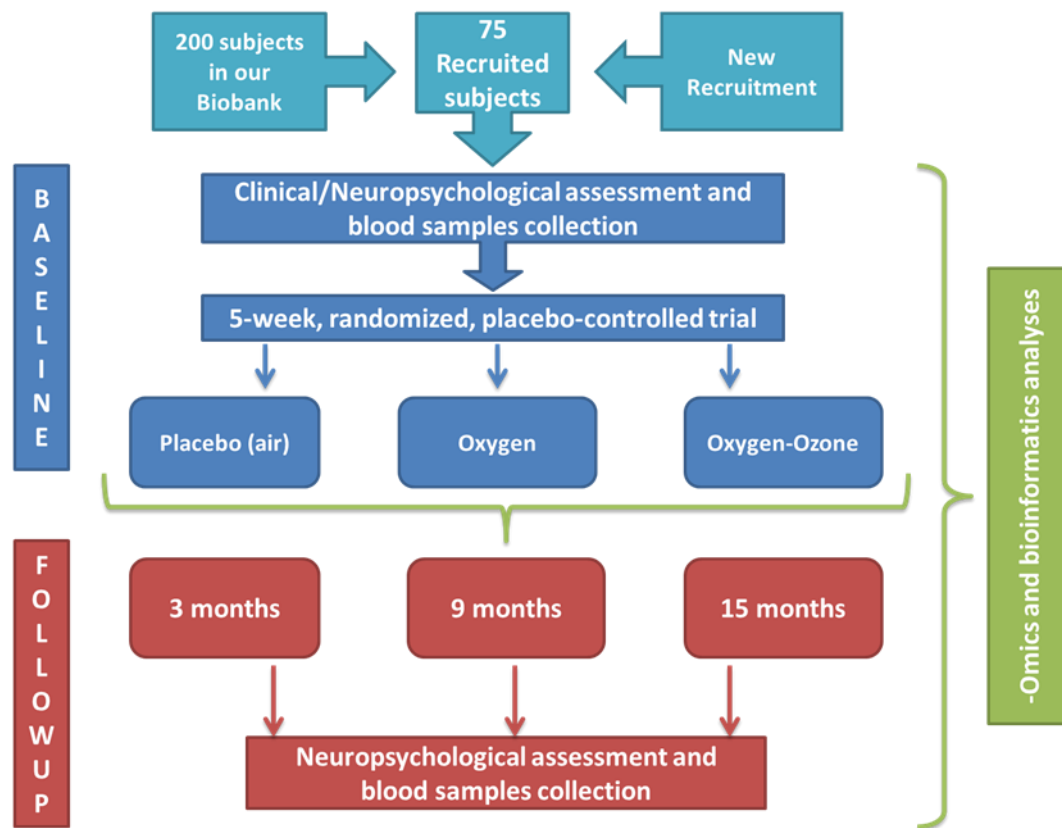 200 subjects
in our
Biobank
75
Recruited
subjects
New
Recruitment
B
A
S
E
L
I
N
E
Clinical/Neuropsychological assessment and
blood samples collection
5-week, randomized, placebo-controlled trial
Placebo (air)
Oxygen
Oxygen-Ozone
F
O
L
L
O
W
U
P
3 months
9 months
15 months
Neuropsychological assessment and
blood samples collection
-Omics and bioinformatics analyses